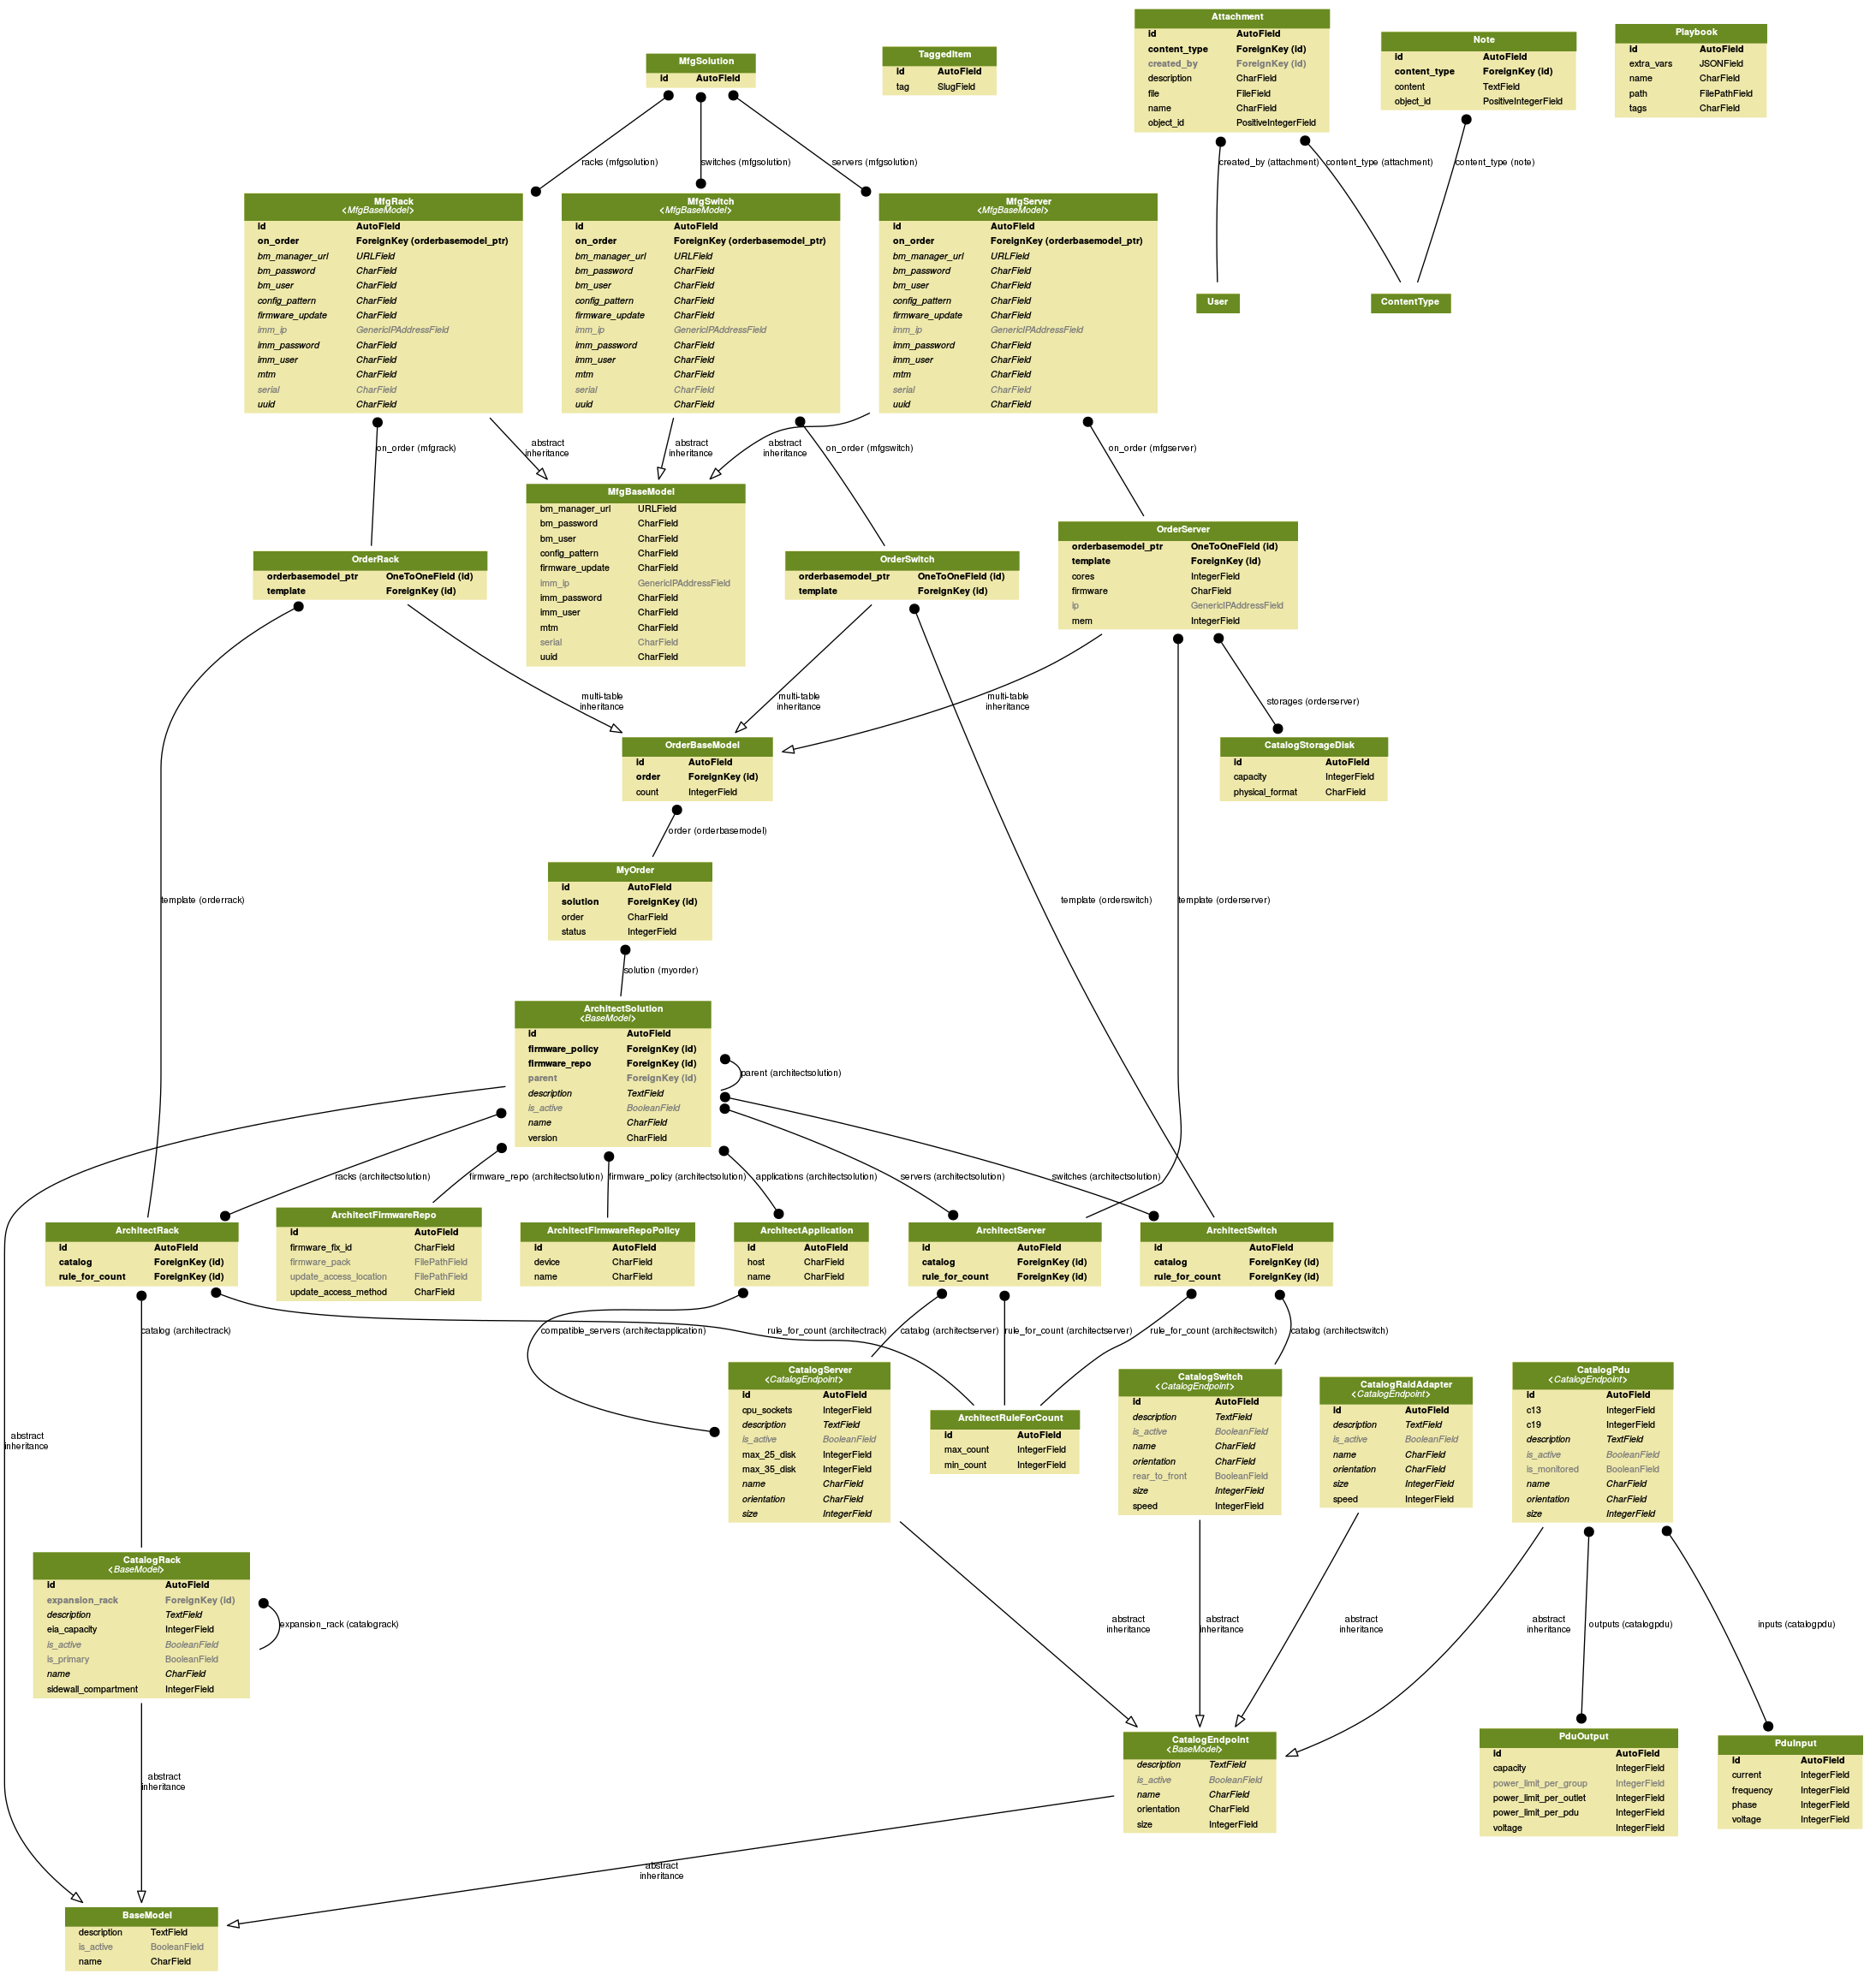 Attachment
id AutoField
content_type ForeignKey (id)
created_by ForeignKey (id)
description CharField
file FileField
name CharField
object_id PositiveIntegerField
Note
id AutoField
content_type ForeignKey (id)
content TextField
object_id PositiveIntegerField
Playbook
id AutoField
extra_vars JSONField
name CharField
path FilePathField
tags CharField
MfgSolution
id AutoField
TaggedItem
id AutoField
tag SlugField
racks (mfgsolution)
switches (mfgsolution)
servers (mfgsolution)
created_by (attachment)
content_type (attachment)
content_type (note)
MfgRack
<MfgBaseModel>
id AutoField
on_order ForeignKey (orderbasemodel_ptr)
bm_manager_url URLField
bm_password CharField
bm_user CharField
config_pattern CharField
firmware_update CharField
imm_ip GenericIPAddressField
imm_password CharField
imm_user CharField
mtm CharField
serial CharField
uuid CharField
MfgSwitch
<MfgBaseModel>
id AutoField
on_order ForeignKey (orderbasemodel_ptr)
bm_manager_url URLField
bm_password CharField
bm_user CharField
config_pattern CharField
firmware_update CharField
imm_ip GenericIPAddressField
imm_password CharField
imm_user CharField
mtm CharField
serial CharField
uuid CharField
MfgServer
<MfgBaseModel>
id AutoField
on_order ForeignKey (orderbasemodel_ptr)
bm_manager_url URLField
bm_password CharField
bm_user CharField
config_pattern CharField
firmware_update CharField
imm_ip GenericIPAddressField
imm_password CharField
imm_user CharField
mtm CharField
serial CharField
uuid CharField
User
ContentType
on_order (mfgrack)
abstract
inheritance
abstract
inheritance
abstract
inheritance
on_order (mfgswitch)
on_order (mfgserver)
MfgBaseModel
bm_manager_url URLField
bm_password CharField
bm_user CharField
config_pattern CharField
firmware_update CharField
imm_ip GenericIPAddressField
imm_password CharField
imm_user CharField
mtm CharField
serial CharField
uuid CharField
OrderRack
orderbasemodel_ptr OneToOneField (id)
template ForeignKey (id)
OrderSwitch
orderbasemodel_ptr OneToOneField (id)
template ForeignKey (id)
OrderServer
orderbasemodel_ptr OneToOneField (id)
template ForeignKey (id)
cores IntegerField
firmware CharField
ip GenericIPAddressField
mem IntegerField
multi-table
inheritance
multi-table
inheritance
multi-table
inheritance
storages (orderserver)
OrderBaseModel
id AutoField
order ForeignKey (id)
count IntegerField
CatalogStorageDisk
id AutoField
capacity IntegerField
physical_format CharField
order (orderbasemodel)
MyOrder
id AutoField
solution ForeignKey (id)
order CharField
status IntegerField
template (orderrack)
template (orderswitch)
template (orderserver)
solution (myorder)
ArchitectSolution
<BaseModel>
id AutoField
firmware_policy ForeignKey (id)
firmware_repo ForeignKey (id)
parent ForeignKey (id)
description TextField
is_active BooleanField
name CharField
version CharField
parent (architectsolution)
racks (architectsolution)
firmware_repo (architectsolution)
firmware_policy (architectsolution)
applications (architectsolution)
servers (architectsolution)
switches (architectsolution)
ArchitectRack
id AutoField
catalog ForeignKey (id)
rule_for_count ForeignKey (id)
ArchitectFirmwareRepo
id AutoField
firmware_fix_id CharField
firmware_pack FilePathField
update_access_location FilePathField
update_access_method CharField
ArchitectFirmwareRepoPolicy
id AutoField
device CharField
name CharField
ArchitectApplication
id AutoField
host CharField
name CharField
ArchitectServer
id AutoField
catalog ForeignKey (id)
rule_for_count ForeignKey (id)
ArchitectSwitch
id AutoField
catalog ForeignKey (id)
rule_for_count ForeignKey (id)
catalog (architectrack)
compatible_servers (architectapplication)
rule_for_count (architectrack)
catalog (architectserver)
rule_for_count (architectserver)
rule_for_count (architectswitch)
catalog (architectswitch)
CatalogServer
<CatalogEndpoint>
id AutoField
cpu_sockets IntegerField
description TextField
is_active BooleanField
max_25_disk IntegerField
max_35_disk IntegerField
name CharField
orientation CharField
size IntegerField
ArchitectRuleForCount
id AutoField
max_count IntegerField
min_count IntegerField
CatalogSwitch
<CatalogEndpoint>
id AutoField
description TextField
is_active BooleanField
name CharField
orientation CharField
rear_to_front BooleanField
size IntegerField
speed IntegerField
CatalogRaidAdapter
<CatalogEndpoint>
id AutoField
description TextField
is_active BooleanField
name CharField
orientation CharField
size IntegerField
speed IntegerField
CatalogPdu
<CatalogEndpoint>
id AutoField
c13 IntegerField
c19 IntegerField
description TextField
is_active BooleanField
is_monitored BooleanField
name CharField
orientation CharField
size IntegerField
abstract
inheritance
CatalogRack
<BaseModel>
id AutoField
expansion_rack ForeignKey (id)
description TextField
eia_capacity IntegerField
is_active BooleanField
is_primary BooleanField
name CharField
sidewall_compartment IntegerField
expansion_rack (catalograck)
abstract
inheritance
abstract
inheritance
abstract
inheritance
abstract
inheritance
outputs (catalogpdu)
inputs (catalogpdu)
CatalogEndpoint
<BaseModel>
description TextField
is_active BooleanField
name CharField
orientation CharField
size IntegerField
PduOutput
id AutoField
capacity IntegerField
power_limit_per_group IntegerField
power_limit_per_outlet IntegerField
power_limit_per_pdu IntegerField
voltage IntegerField
PduInput
id AutoField
current IntegerField
frequency IntegerField
phase IntegerField
voltage IntegerField
abstract
inheritance
abstract
inheritance
BaseModel
description TextField
is_active BooleanField
name CharField